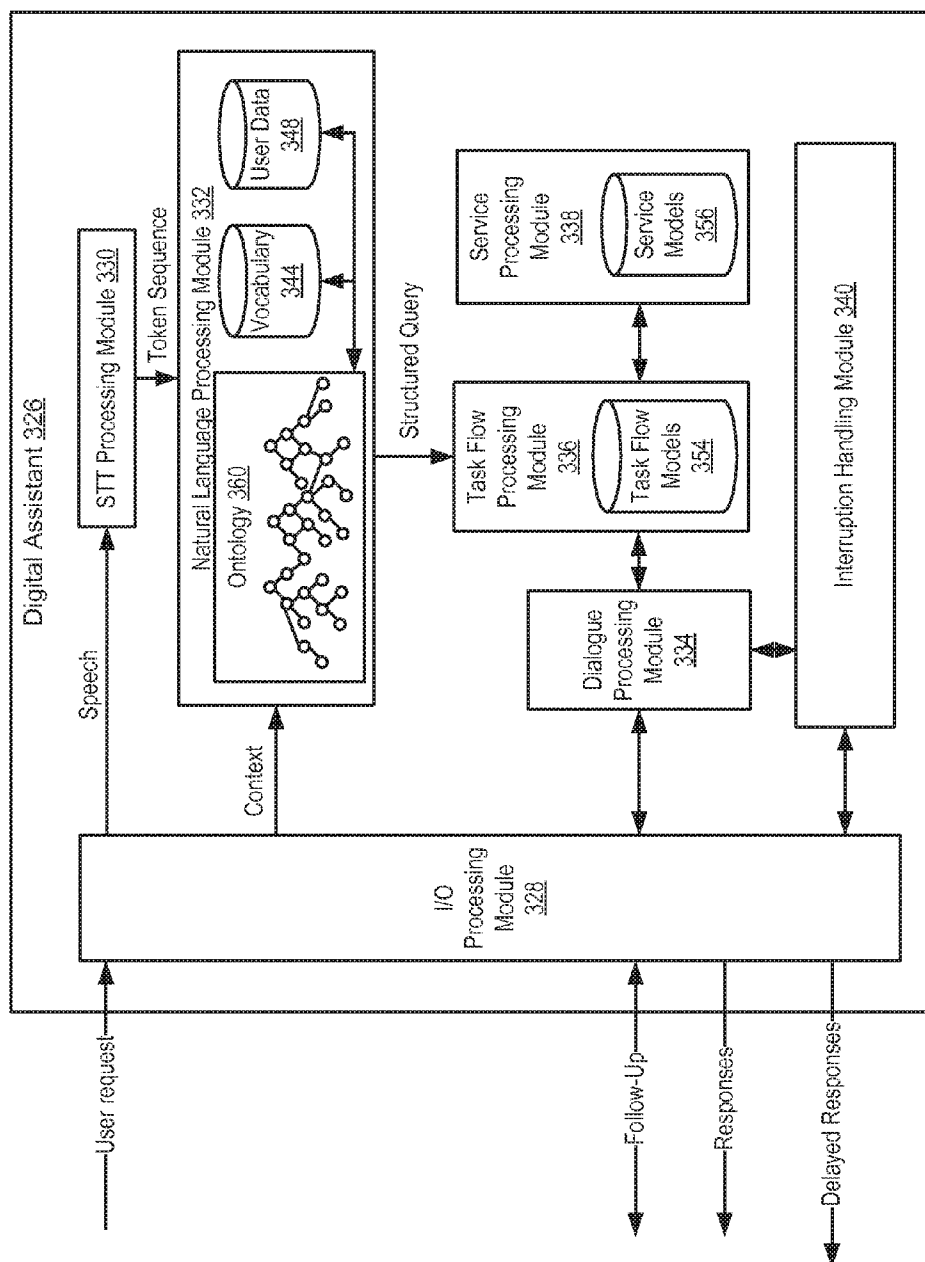 Digital Assistant 326
User request
Speech
STT Processing Module 330
Token Sequence
Natural Language Processing Module 332
Ontology 360
Vocabulary
344
User Data
348
Context
Structured Query
I/O
Processing
Module
328
Follow-Up
Responses
Delayed Responses
Dialogue
Processing
Module
334
Task Flow
Processing
Module
336
Task Flow
Models
354
Service
Processing
Module
338
Service
Models
356
Interruption Handling Module 340